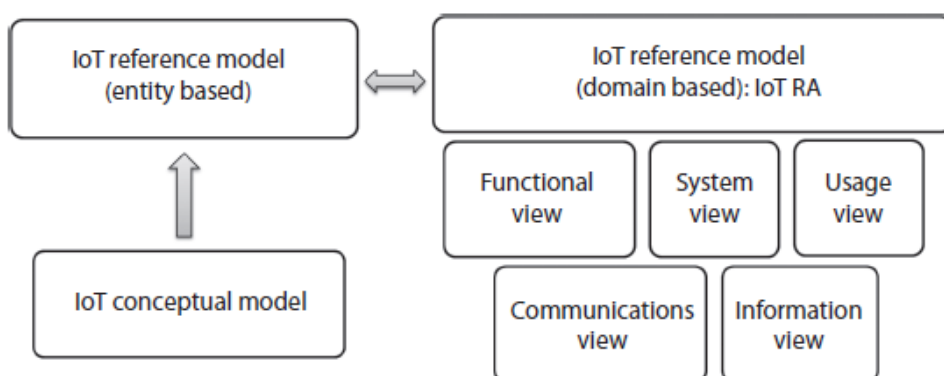 IoT reference model
(entity based)
IoT reference model
(domain based): IoT RA
Functional
view
System
view
Usage
view
IoT conceptual model
Communications
view
Information
view